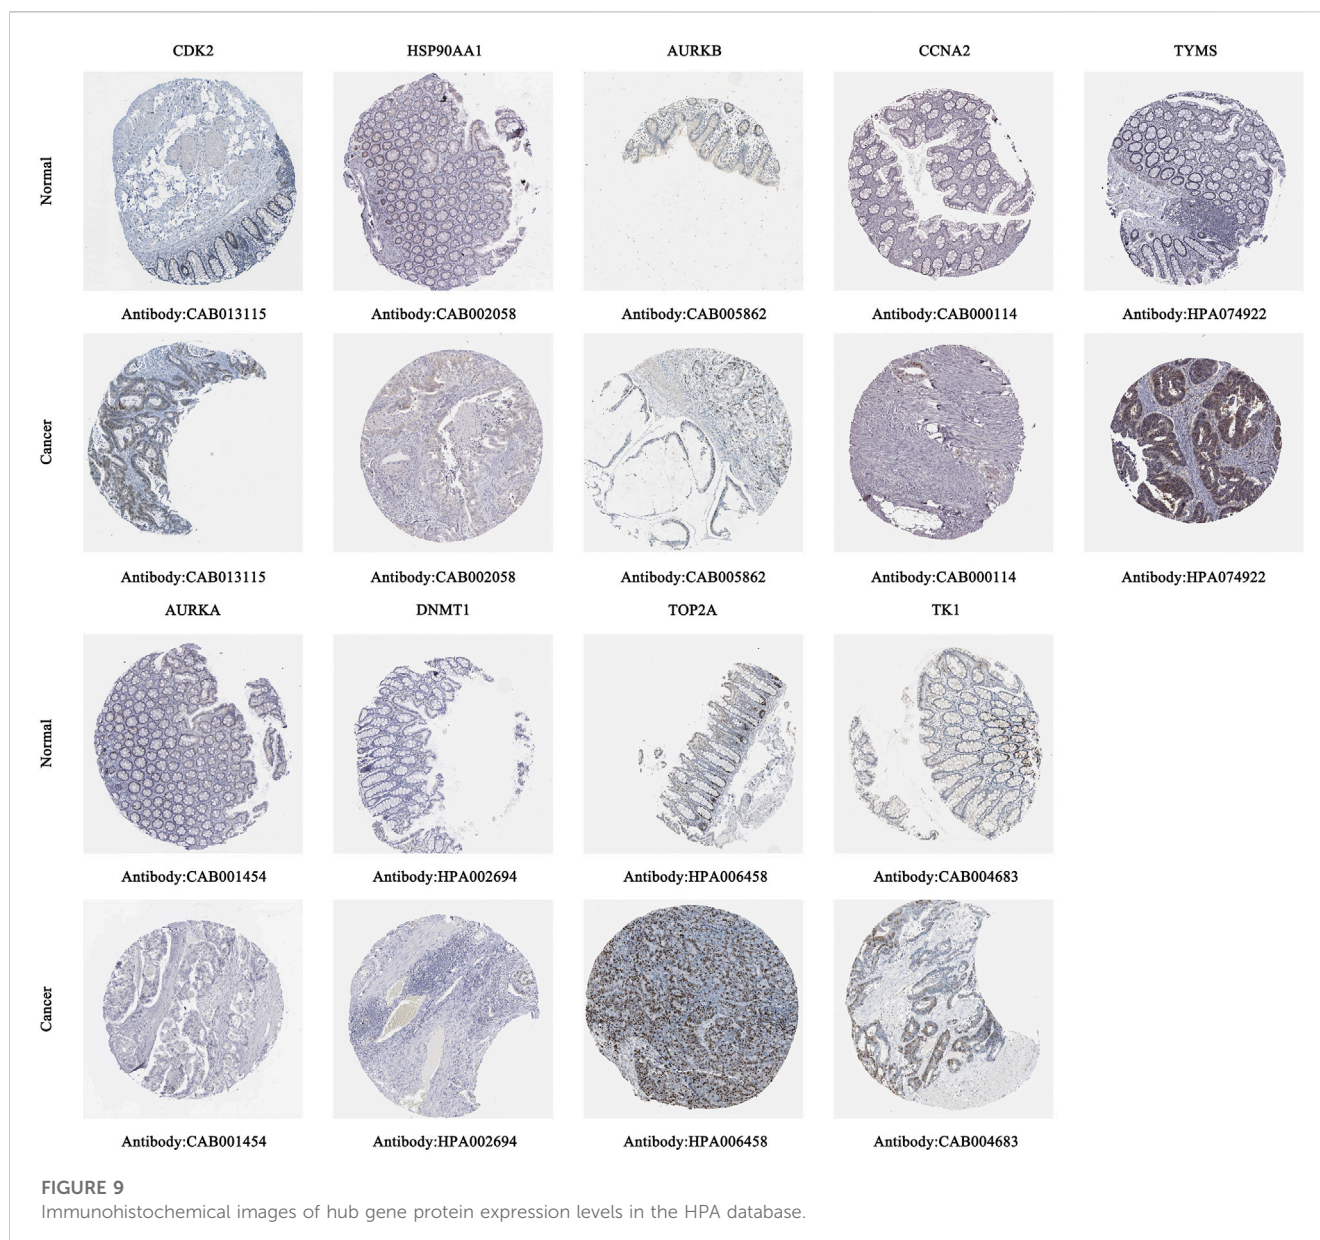 CDK2 HSP90AA1 AURKB CCNA2 TYMS
Normal
Antibody:CAB013115 Antibody:CAB002058 Antibody:CAB005862 Antibody:CAB000114 Antibody:HPA074922
Cancer
Antibody:CAB013115 Antibody:CAB002058 Antibody:CAB005862 Antibody:CAB000114 Antibody:HPA074922
AURKA DNMT1 TOP2A TK1
Normal
Antibody:CAB001454 Antibody:HPA002694 Antibody:HPA006458 Antibody:CAB004683
Cancer
Antibody:CAB001454 Antibody:HPA002694 Antibody:HPA006458 Antibody:CAB004683
FIGURE 9
Immunohistochemical images of hub gene protein expression levels in the HPA database.